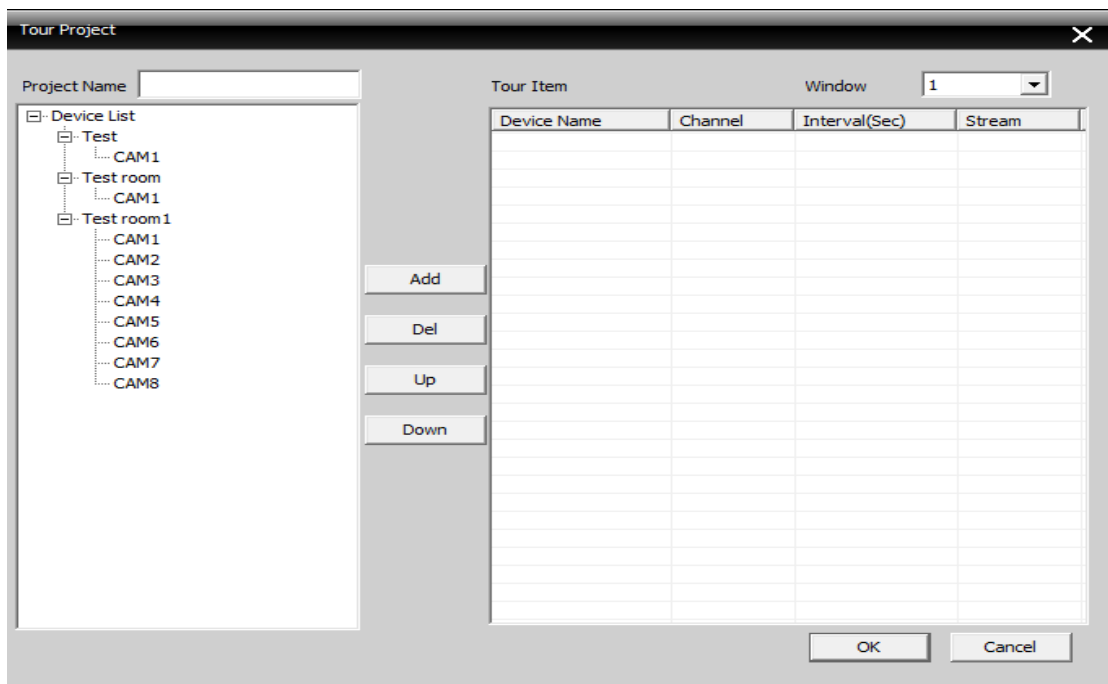 Tour Project
Project Name
Tour Item
Window
1
Device List
Test
CAM1
Test room
CAM1
Test room1
CAM1
CAM2
CAM3
CAM4
CAM5
CAM6
CAM7
CAM8
Add
Del
Up
Down
Device Name Channel Interval(Sec) Stream
OK Cancel